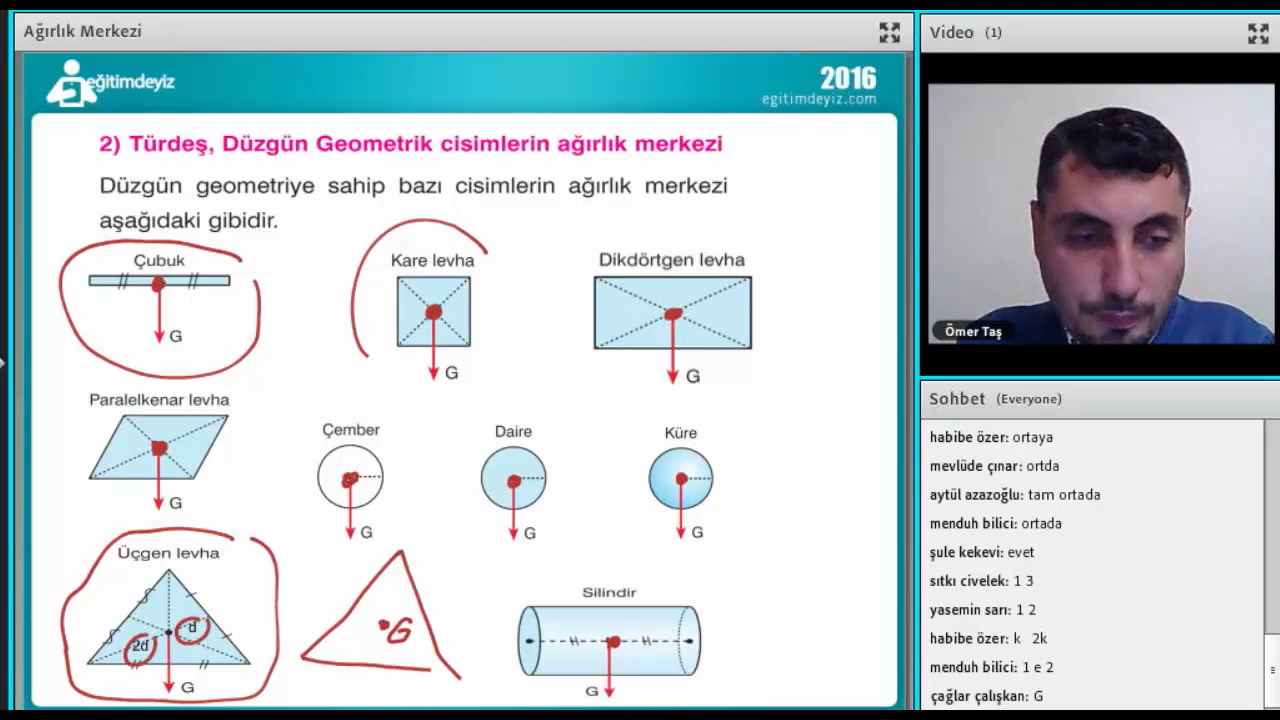 Ağırlık Merkezi
eğitimdeyiz
2016
egitimdeyiz.com
2) Türdeş, Düzgün Geometrik cisimlerin ağırlık merkezi
Düzgün geometriye sahip bazı cisimlerin ağırlık merkezi
aşağıdaki gibidir.
Çubuk
G
Kare levha
G
Dikdörtgen levha
G
Paralelkenar levha
G
Çember
G
Daire
G
Küre
G
Üçgen levha
d
2d
G
G
Silindir
G
Video (1)
Ömer Taş
Sohbet (Everyone)
habibe özer: ortaya
mevlüde çınar: ortda
aytül azazoğlu: tam ortada
menduh bilici: ortada
şule kekevi: evet
sıtkı civelek: 1 3
yasemin sarı: 1 2
habibe özer: k 2k
menduh bilici: 1 e 2
çağlar çalışkan: G